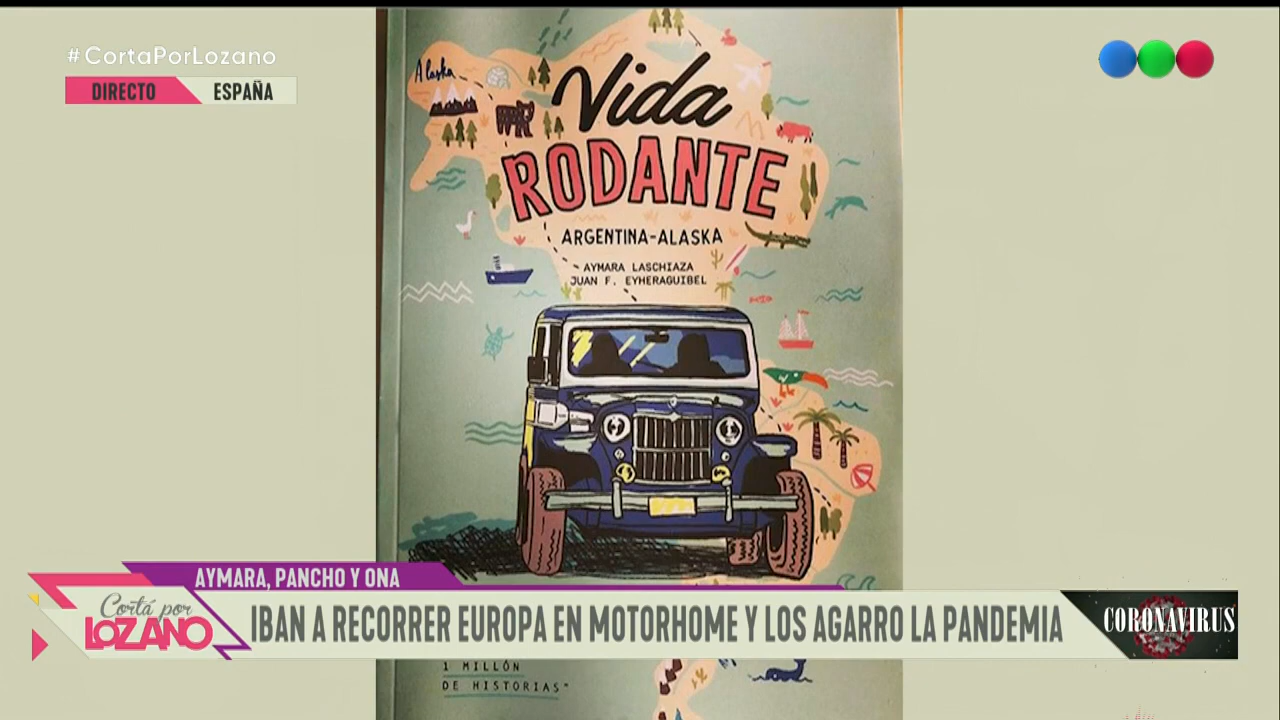 #CortaPorLozano
DIRECTO ESPAÑA
Alaska
Vida
RODANTE
ARGENTINA-ALASKA
AYMARA LASCHIAZA
JUAN F. EYHERAGUIBEL
AYMARA, PANCHO Y ONA
Cortá por
LOZANO
IBAN A RECORRER EUROPA EN MOTORHOME Y LOS AGARRO LA PANDEMIA
CORONAVIRUS
1 MILLÓN
DE HISTORIAS"